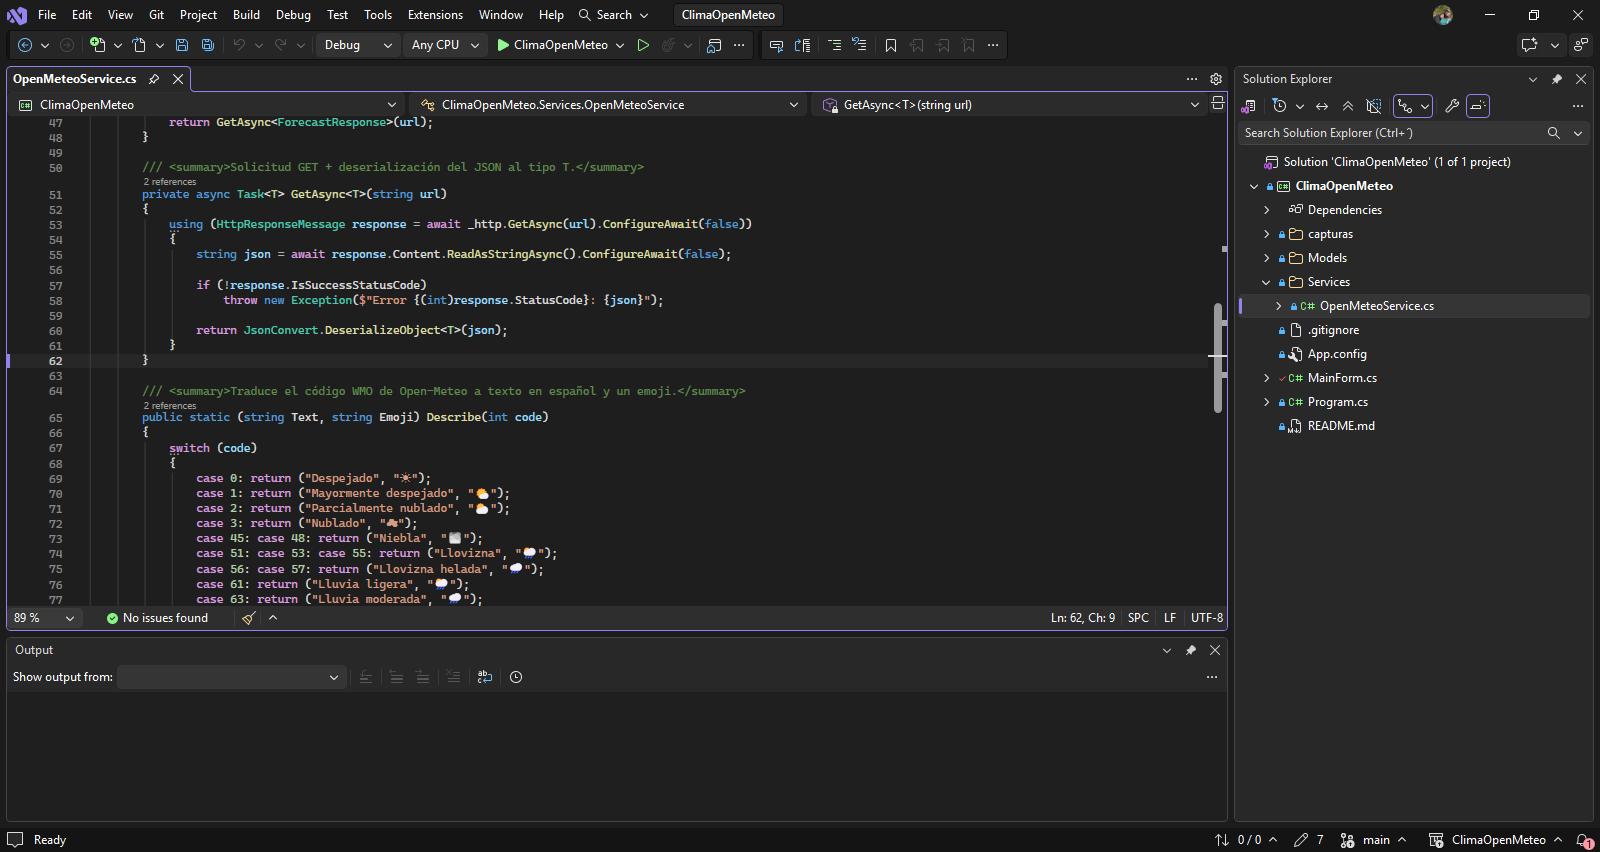 File Edit View Git Project Build Debug Test Tools Extensions Window Help Search ClimaOpenMeteo
Debug Any CPU ClimaOpenMeteo
OpenMeteoService.cs
ClimaOpenMeteo ClimaOpenMeteo.Services.OpenMeteoService GetAsync<T>(string url)
47 return GetAsync<ForecastResponse>(url);
48 }
49
50 /// <summary>Solicitud GET + deserialización del JSON al tipo T.</summary>
2 references
51 private async Task<T> GetAsync<T>(string url)
52 {
53 using (HttpResponseMessage response = await _http.GetAsync(url).ConfigureAwait(false))
54 {
55 string json = await response.Content.ReadAsStringAsync().ConfigureAwait(false);
56
57 if (!response.IsSuccessStatusCode)
58 throw new Exception($"Error {(int)response.StatusCode}: {json}");
59
60 return JsonConvert.DeserializeObject<T>(json);
61 }
62 }
63
64 /// <summary>Traduce el código WMO de Open-Meteo a texto en español y un emoji.</summary>
2 references
65 public static (string Text, string Emoji) Describe(int code)
66 {
67 switch (code)
68 {
69 case 0: return ("Despejado", "☀");
70 case 1: return ("Mayormente despejado", "🌤");
71 case 2: return ("Parcialmente nublado", "⛅");
72 case 3: return ("Nublado", "☁");
73 case 45: case 48: return ("Niebla", "🌫");
74 case 51: case 53: case 55: return ("Llovizna", "🌦");
75 case 56: case 57: return ("Llovizna helada", "🌧");
76 case 61: return ("Lluvia ligera", "🌦");
77 case 63: return ("Lluvia moderada", "🌧");
89 % No issues found Ln: 62, Ch: 9 SPC LF UTF-8
Output
Show output from:
Solution Explorer
Search Solution Explorer (Ctrl+´)
Solution 'ClimaOpenMeteo' (1 of 1 project)
ClimaOpenMeteo
Dependencies
capturas
Models
Services
C# OpenMeteoService.cs
.gitignore
App.config
C# MainForm.cs
C# Program.cs
README.md
Ready 0 / 0 7 main ClimaOpenMeteo 1